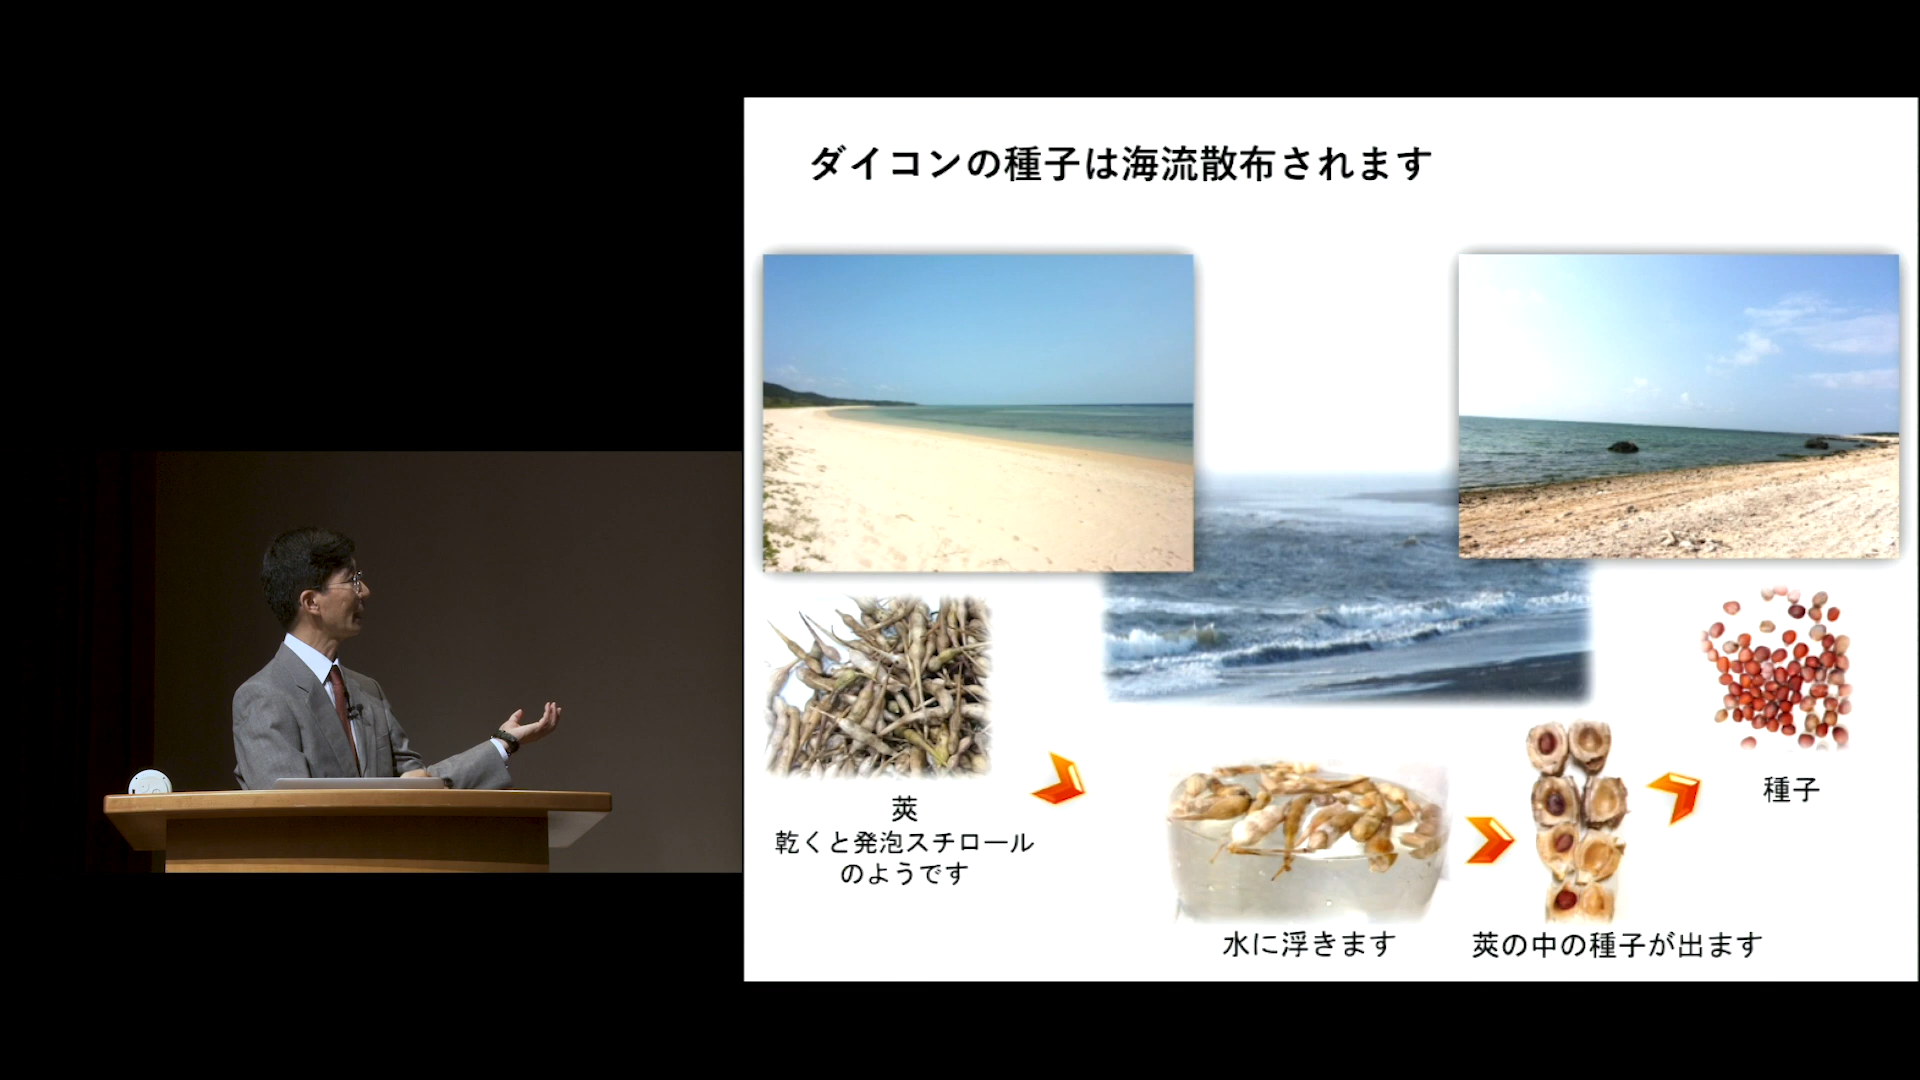 ダイコンの種子は海流散布されます
莢
乾くと発泡スチロール
のようです
水に浮きます
莢の中の種子が出ます
種子